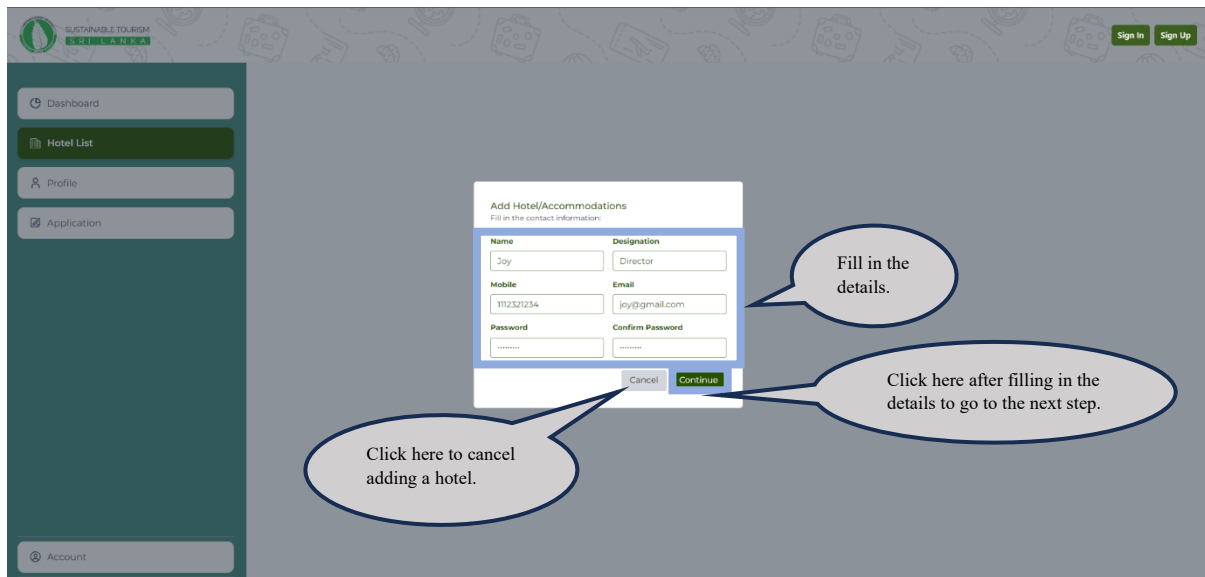 SUSTAINABLE TOURISM
SRI LANKA
Sign In
Sign Up
Dashboard
Hotel List
Profile
Application
Add Hotel/Accommodations
Fill in the contact information:
Name
Designation
Joy
Director
Mobile
Email
1112321234
joy@gmail.com
Password
Confirm Password
Cancel
Continue
Fill in the
details.
Click here after filling in the
details to go to the next step.
Click here to cancel
adding a hotel.
Account